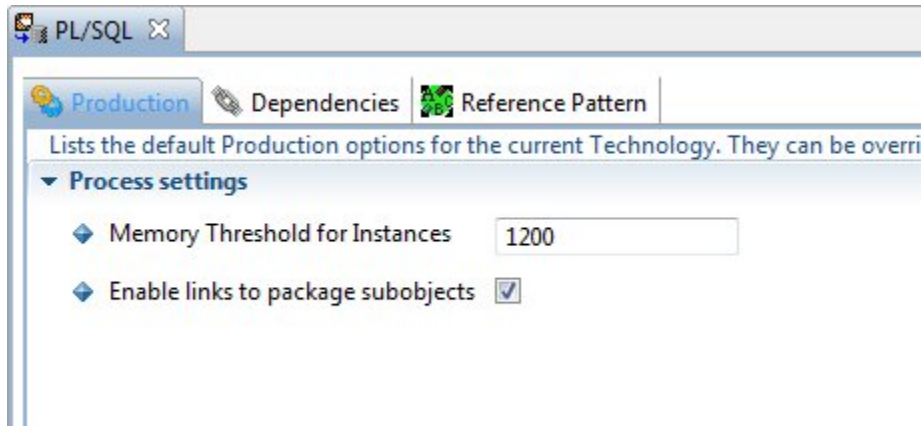 PL/SQL
Production Dependencies Reference Pattern
Lists the default Production options for the current Technology. They can be overri
Process settings
Memory Threshold for Instances 1200
Enable links to package subobjects